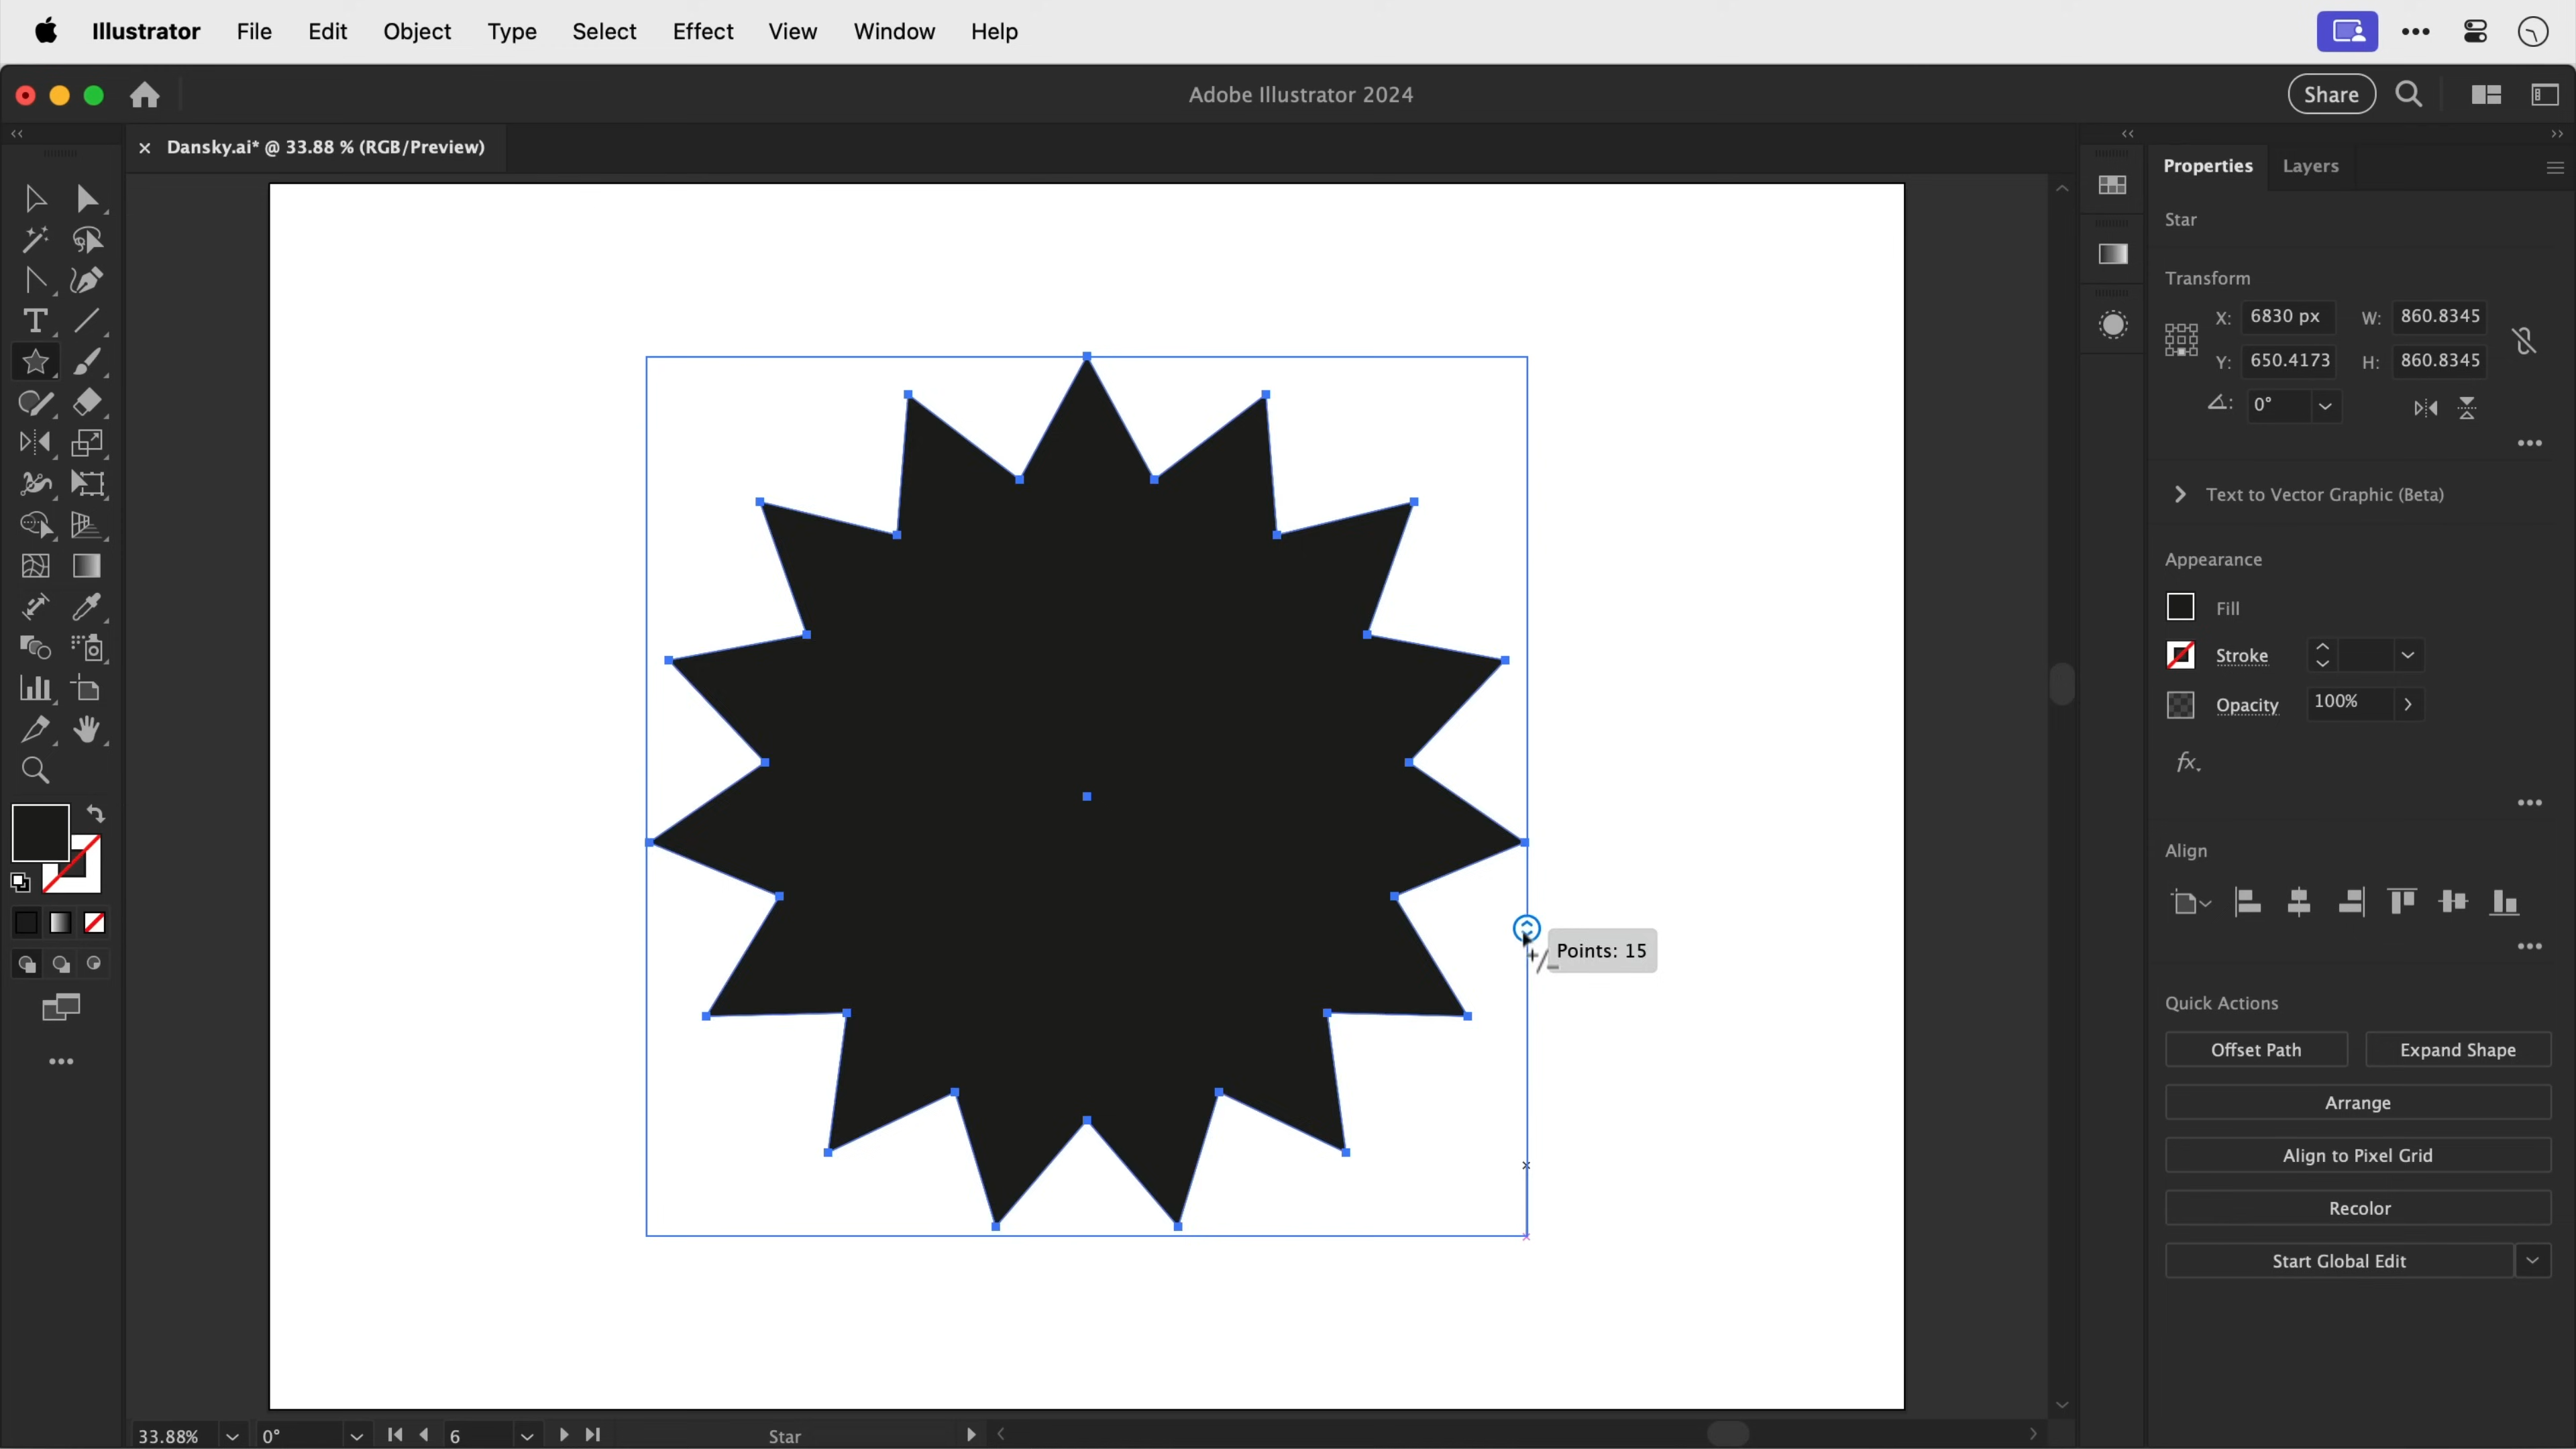 Illustrator File Edit Object Type Select Effect View Window Help
Adobe Illustrator 2024
Share
Dansky.ai* @ 33.88 % (RGB/Preview)
Properties Layers
Star
Transform
X: 6830 px W: 860.8345
Y: 650.4173 H: 860.8345
0°
Text to Vector Graphic (Beta)
Appearance
Fill
Stroke
Opacity 100%
fx.
Align
Points: 15
Quick Actions
Offset Path Expand Shape
Arrange
Align to Pixel Grid
Recolor
Start Global Edit
33.88% 0° 6 Star